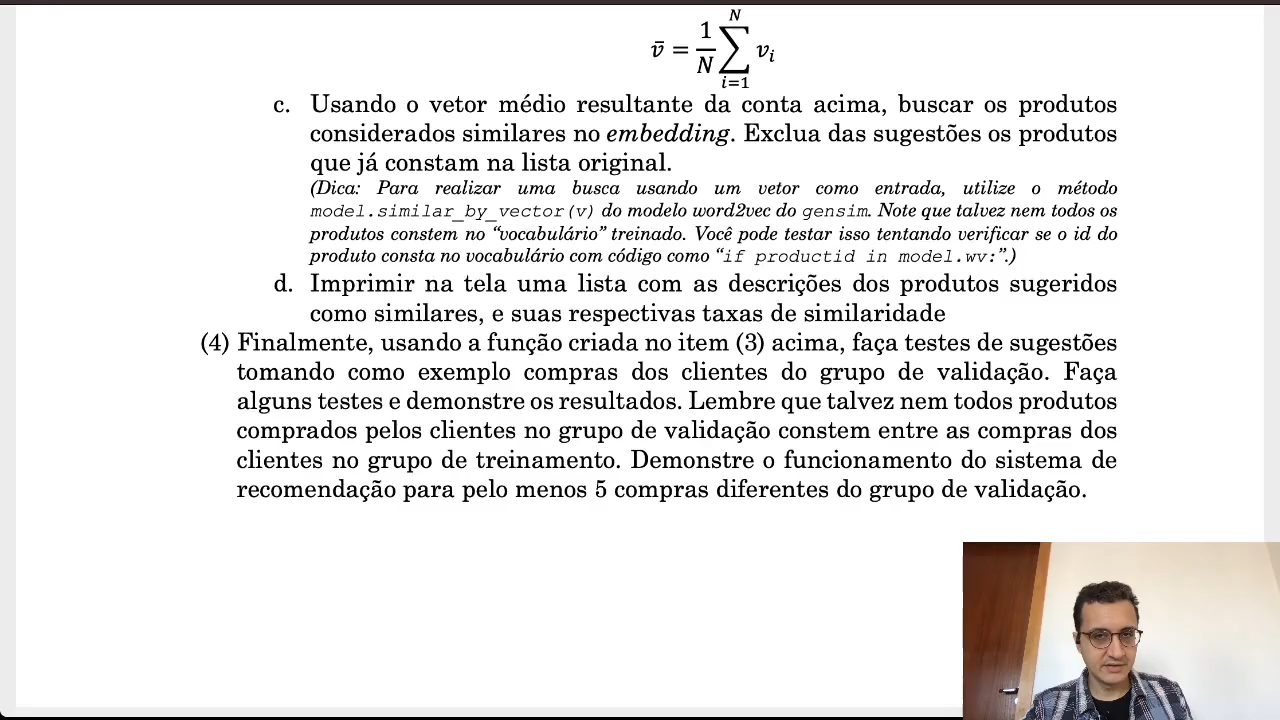 v̄ = 1/N ∑_{i=1}^{N} v_i
c. Usando o vetor médio resultante da conta acima, buscar os produtos
considerados similares no embedding. Exclua das sugestões os produtos
que já constam na lista original.
(Dica: Para realizar uma busca usando um vetor como entrada, utilize o método
model.similar_by_vector(v) do modelo word2vec do gensim. Note que talvez nem todos os
produtos constem no “vocabulário” treinado. Você pode testar isso tentando verificar se o id do
produto consta no vocabulário com código como “if productid in model.wv:”.)
d. Imprimir na tela uma lista com as descrições dos produtos sugeridos
como similares, e suas respectivas taxas de similaridade
(4) Finalmente, usando a função criada no item (3) acima, faça testes de sugestões
tomando como exemplo compras dos clientes do grupo de validação. Faça
alguns testes e demonstre os resultados. Lembre que talvez nem todos produtos
comprados pelos clientes no grupo de validação constem entre as compras dos
clientes no grupo de treinamento. Demonstre o funcionamento do sistema de
recomendação para pelo menos 5 compras diferentes do grupo de validação.